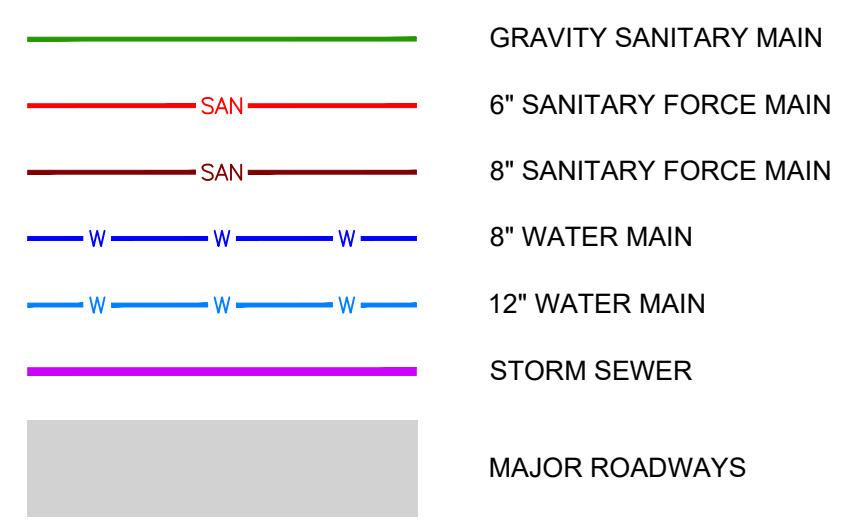 GRAVITY SANITARY MAIN
SAN 6" SANITARY FORCE MAIN
SAN 8" SANITARY FORCE MAIN
W W W 8" WATER MAIN
W W W 12" WATER MAIN
STORM SEWER
MAJOR ROADWAYS